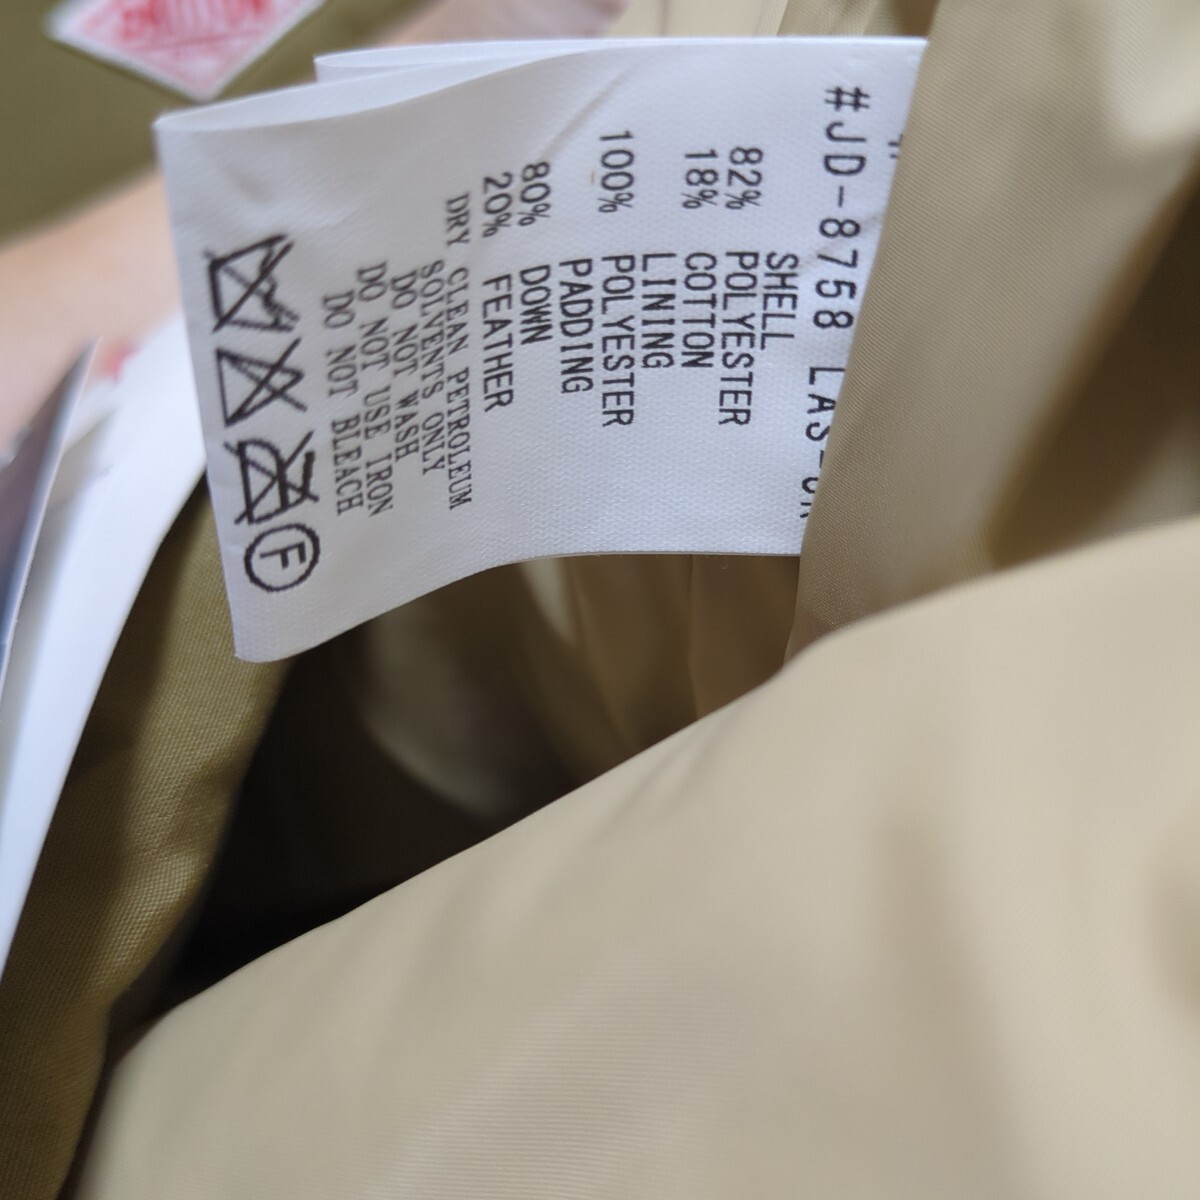 #JD-8758 LAS-
SHELL
82% POLYESTER
18% COTTON
LINING
100% POLYESTER
PADDING
80% DOWN
20% FEATHER
DRY CLEAN PETROLEUM
SOLVENTS ONLY
DO NOT WASH
DO NOT USE IRON
DO NOT BLEACH
F